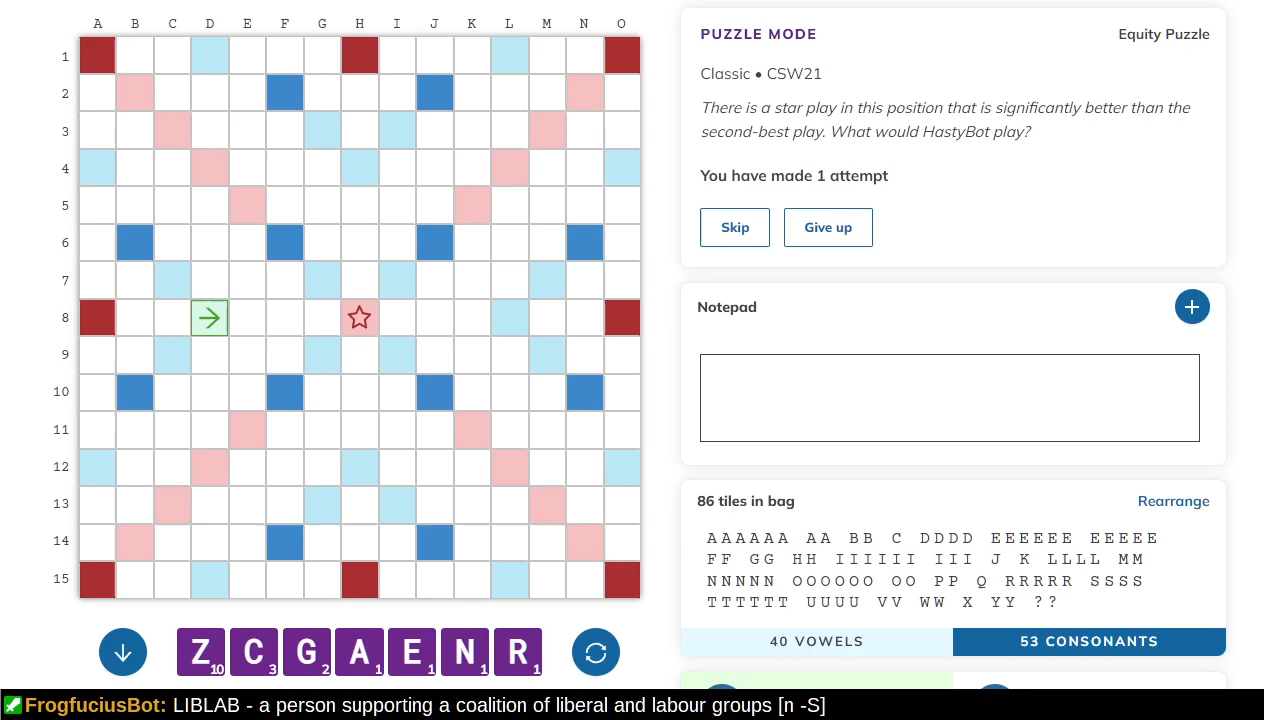 A B C D E F G H I J K L M N O
PUZZLE MODE Equity Puzzle
1
Classic • CSW21
2
There is a star play in this position that is significantly better than the
3
second-best play. What would HastyBot play?
4
You have made 1 attempt
5
Skip Give up
6
7
8
Notepad +
9
10
11
12
86 tiles in bag Rearrange
13
AAAAAA AA BB C DDDD EEEEEE EEEEE
14
FF GG HH IIIIII III J K LLLL MM
NNNNN OOOOOO OO PP Q RRRRR SSSS
15
TTTTTT UUUU VV WW X YY ??
40 VOWELS 53 CONSONANTS
Z10 C3 G2 A1 E1 N1 R1
FrogfuciusBot: LIBLAB - a person supporting a coalition of liberal and labour groups [n -S]